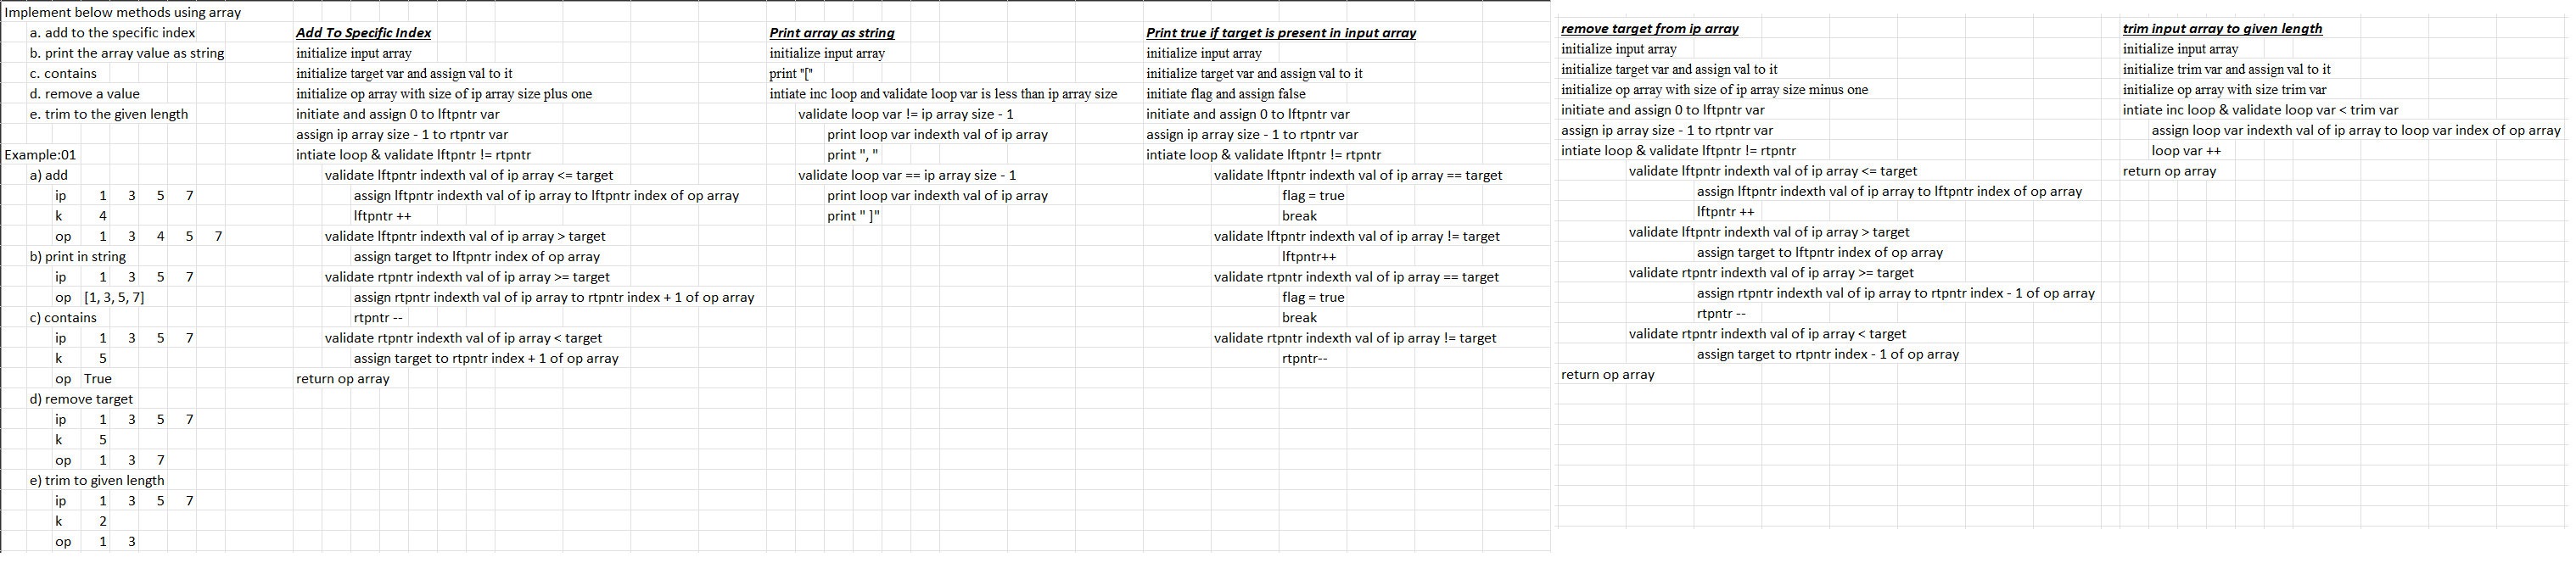 Implement below methods using array
a. add to the specific index
b. print the array value as string
c. contains
d. remove a value
e. trim to the given length
Example:01
a) add
ip 1 3 5 7
k 4
op 1 3 4 5 7
b) print in string
ip 1 3 5 7
op [1, 3, 5, 7]
c) contains
ip 1 3 5 7
k 5
op True
d) remove target
ip 1 3 5 7
k 5
op 1 3 7
e) trim to given length
ip 1 3 5 7
k 2
op 1 3
Add To Specific Index
initialize input array
initialize target var and assign val to it
initialize op array with size of ip array size plus one
initiate and assign 0 to lftpntr var
assign ip array size - 1 to rtpntr var
intiate loop & validate lftpntr != rtpntr
validate lftpntr indexth val of ip array <= target
assign lftpntr indexth val of ip array to lftpntr index of op array
lftpntr ++
validate lftpntr indexth val of ip array > target
assign target to lftpntr index of op array
validate rtpntr indexth val of ip array >= target
assign rtpntr indexth val of ip array to rtpntr index + 1 of op array
rtpntr --
validate rtpntr indexth val of ip array < target
assign target to rtpntr index + 1 of op array
return op array
Print array as string
initialize input array
print "["
intiate inc loop and validate loop var is less than ip array size
validate loop var != ip array size - 1
print loop var indexth val of ip array
print ", "
validate loop var == ip array size - 1
print loop var indexth val of ip array
print " ]"
Print true if target is present in input array
initialize input array
initialize target var and assign val to it
initiate flag and assign false
initiate and assign 0 to lftpntr var
assign ip array size - 1 to rtpntr var
intiate loop & validate lftpntr != rtpntr
validate lftpntr indexth val of ip array == target
flag = true
break
validate lftpntr indexth val of ip array != target
lftpntr++
validate rtpntr indexth val of ip array == target
flag = true
break
validate rtpntr indexth val of ip array != target
rtpntr--
remove target from ip array
initialize input array
initialize target var and assign val to it
initialize op array with size of ip array size minus one
initiate and assign 0 to lftpntr var
assign ip array size - 1 to rtpntr var
intiate loop & validate lftpntr != rtpntr
validate lftpntr indexth val of ip array <= target
assign lftpntr indexth val of ip array to lftpntr index of op array
lftpntr ++
validate lftpntr indexth val of ip array > target
assign target to lftpntr index of op array
validate rtpntr indexth val of ip array >= target
assign rtpntr indexth val of ip array to rtpntr index - 1 of op array
rtpntr --
validate rtpntr indexth val of ip array < target
assign target to rtpntr index - 1 of op array
return op array
trim input array to given length
initialize input array
initialize trim var and assign val to it
initialize op array with size trim var
intiate inc loop & validate loop var < trim var
assign loop var indexth val of ip array to loop var index of op array
loop var ++
return op array